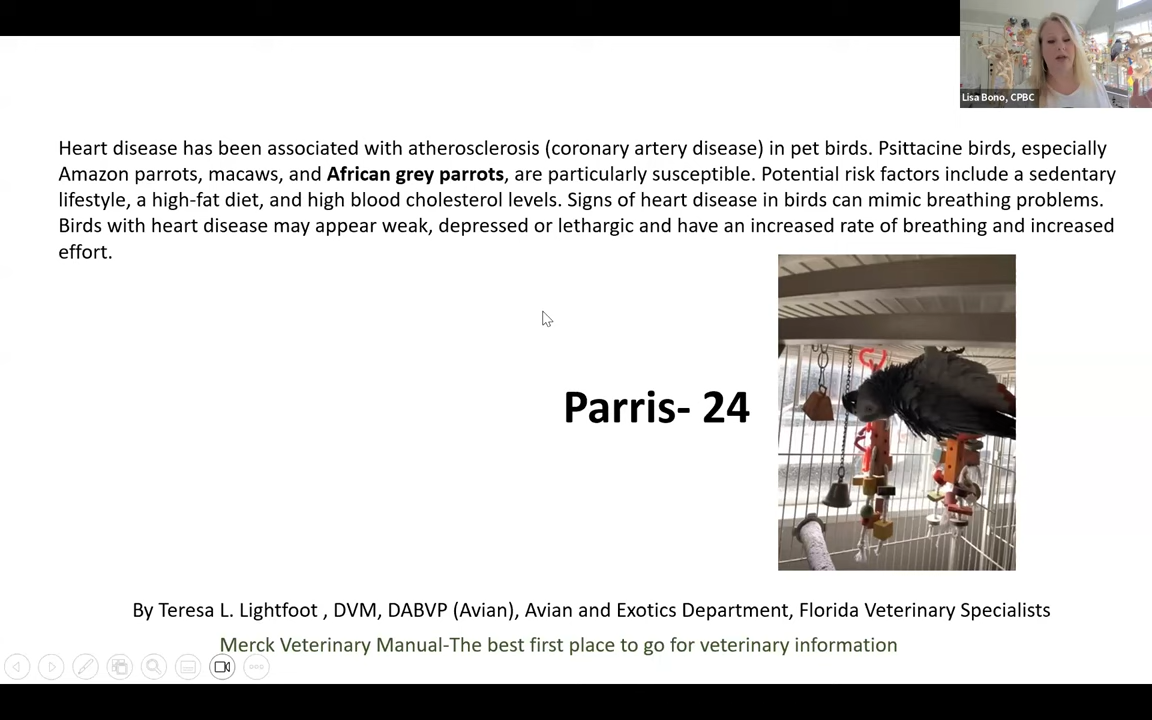 Lisa Bono, CPBC
Heart disease has been associated with atherosclerosis (coronary artery disease) in pet birds. Psittacine birds, especially
Amazon parrots, macaws, and African grey parrots, are particularly susceptible. Potential risk factors include a sedentary
lifestyle, a high-fat diet, and high blood cholesterol levels. Signs of heart disease in birds can mimic breathing problems.
Birds with heart disease may appear weak, depressed or lethargic and have an increased rate of breathing and increased
effort.
Parris- 24
By Teresa L. Lightfoot , DVM, DABVP (Avian), Avian and Exotics Department, Florida Veterinary Specialists
Merck Veterinary Manual-The best first place to go for veterinary information